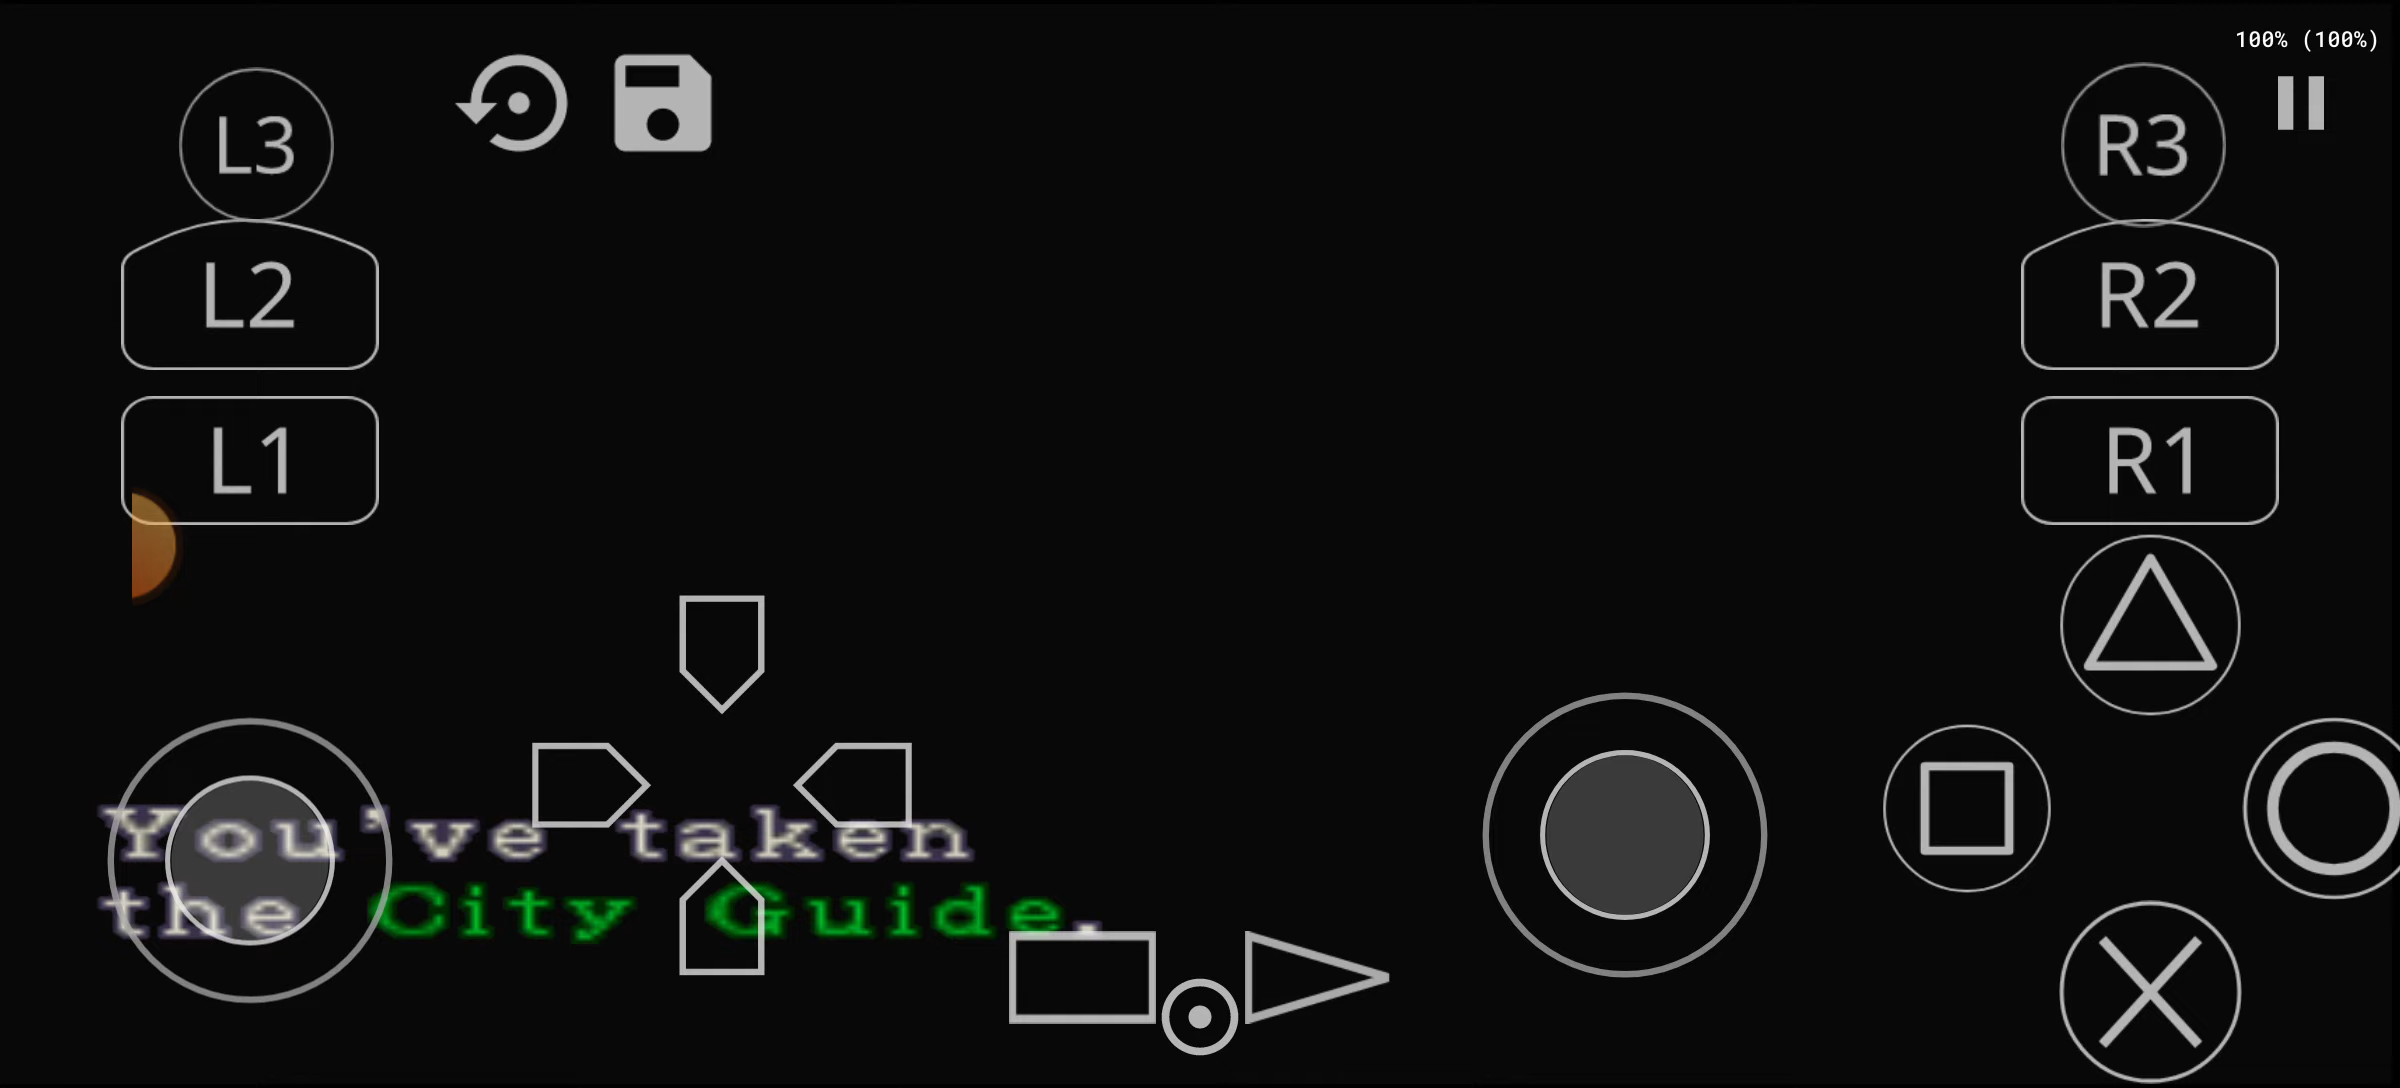 100% (100%)
L3
R3
L2
R2
L1
R1
You've taken
the City Guide.